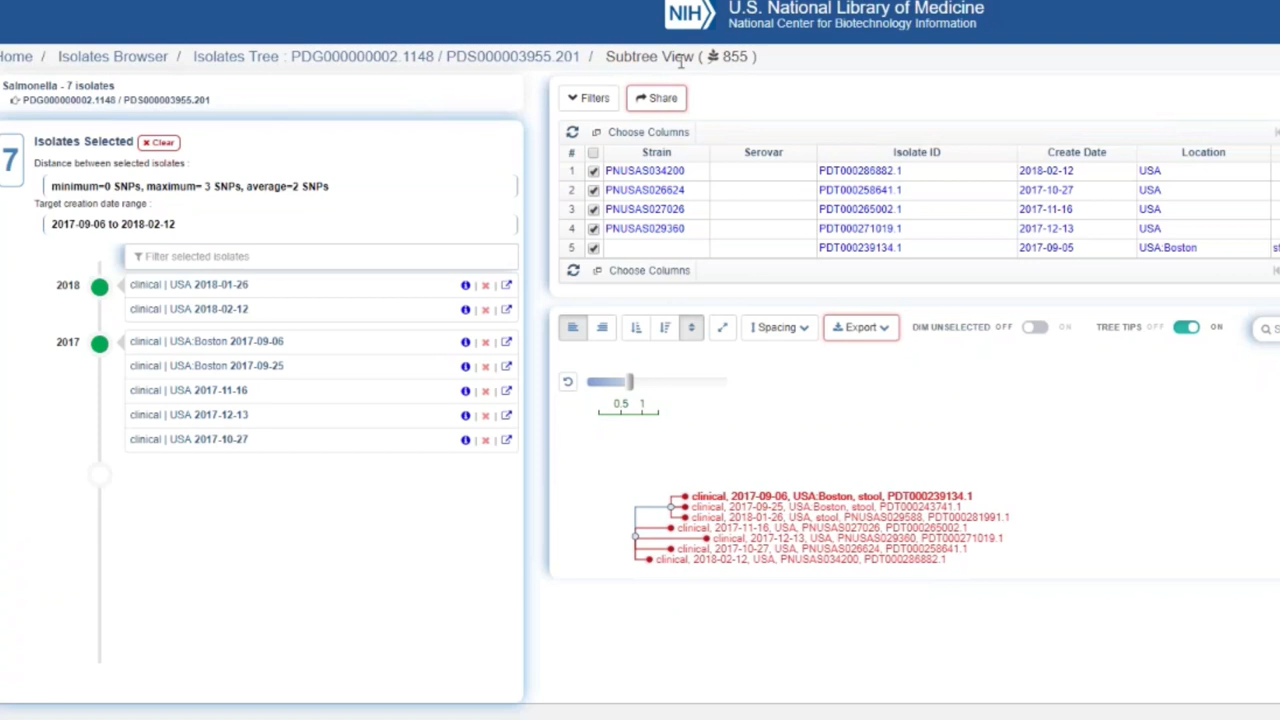 NIH
U.S. National Library of Medicine
National Center for Biotechnology Information
Home / Isolates Browser / Isolates Tree : PDG000000002.1148 / PDS000003955.201 / Subtree View ( 855 )
Salmonella - 7 isolates
PDG000000002.1148 / PDS000003955.201
7
Isolates Selected
Clear
Distance between selected isolates :
minimum=0 SNPs, maximum= 3 SNPs, average=2 SNPs
Target creation date range :
2017-09-06 to 2018-02-12
Filter selected isolates
2018
clinical | USA 2018-01-26
clinical | USA 2018-02-12
2017
clinical | USA:Boston 2017-09-06
clinical | USA:Boston 2017-09-25
clinical | USA 2017-11-16
clinical | USA 2017-12-13
clinical | USA 2017-10-27
Filters
Share
Choose Columns
# Strain Serovar Isolate ID Create Date Location
1 PNUSAS034200 PDT000286882.1 2018-02-12 USA
2 PNUSAS026624 PDT000258641.1 2017-10-27 USA
3 PNUSAS027026 PDT000265002.1 2017-11-16 USA
4 PNUSAS029360 PDT000271019.1 2017-12-13 USA
5 PDT000239134.1 2017-09-05 USA:Boston st
Choose Columns
Spacing Export DIM UNSELECTED OFF ON TREE TIPS OFF ON S
0.5 1
clinical, 2017-09-06, USA:Boston, stool, PDT000239134.1
clinical, 2017-09-25, USA:Boston, stool, PDT000243741.1
clinical, 2018-01-26, USA, stool, PNUSAS029588, PDT000281991.1
clinical, 2017-11-16, USA, PNUSAS027026, PDT000265002.1
clinical, 2017-12-13, USA, PNUSAS029360, PDT000271019.1
clinical, 2017-10-27, USA, PNUSAS026624, PDT000258641.1
clinical, 2018-02-12, USA, PNUSAS034200, PDT000286882.1